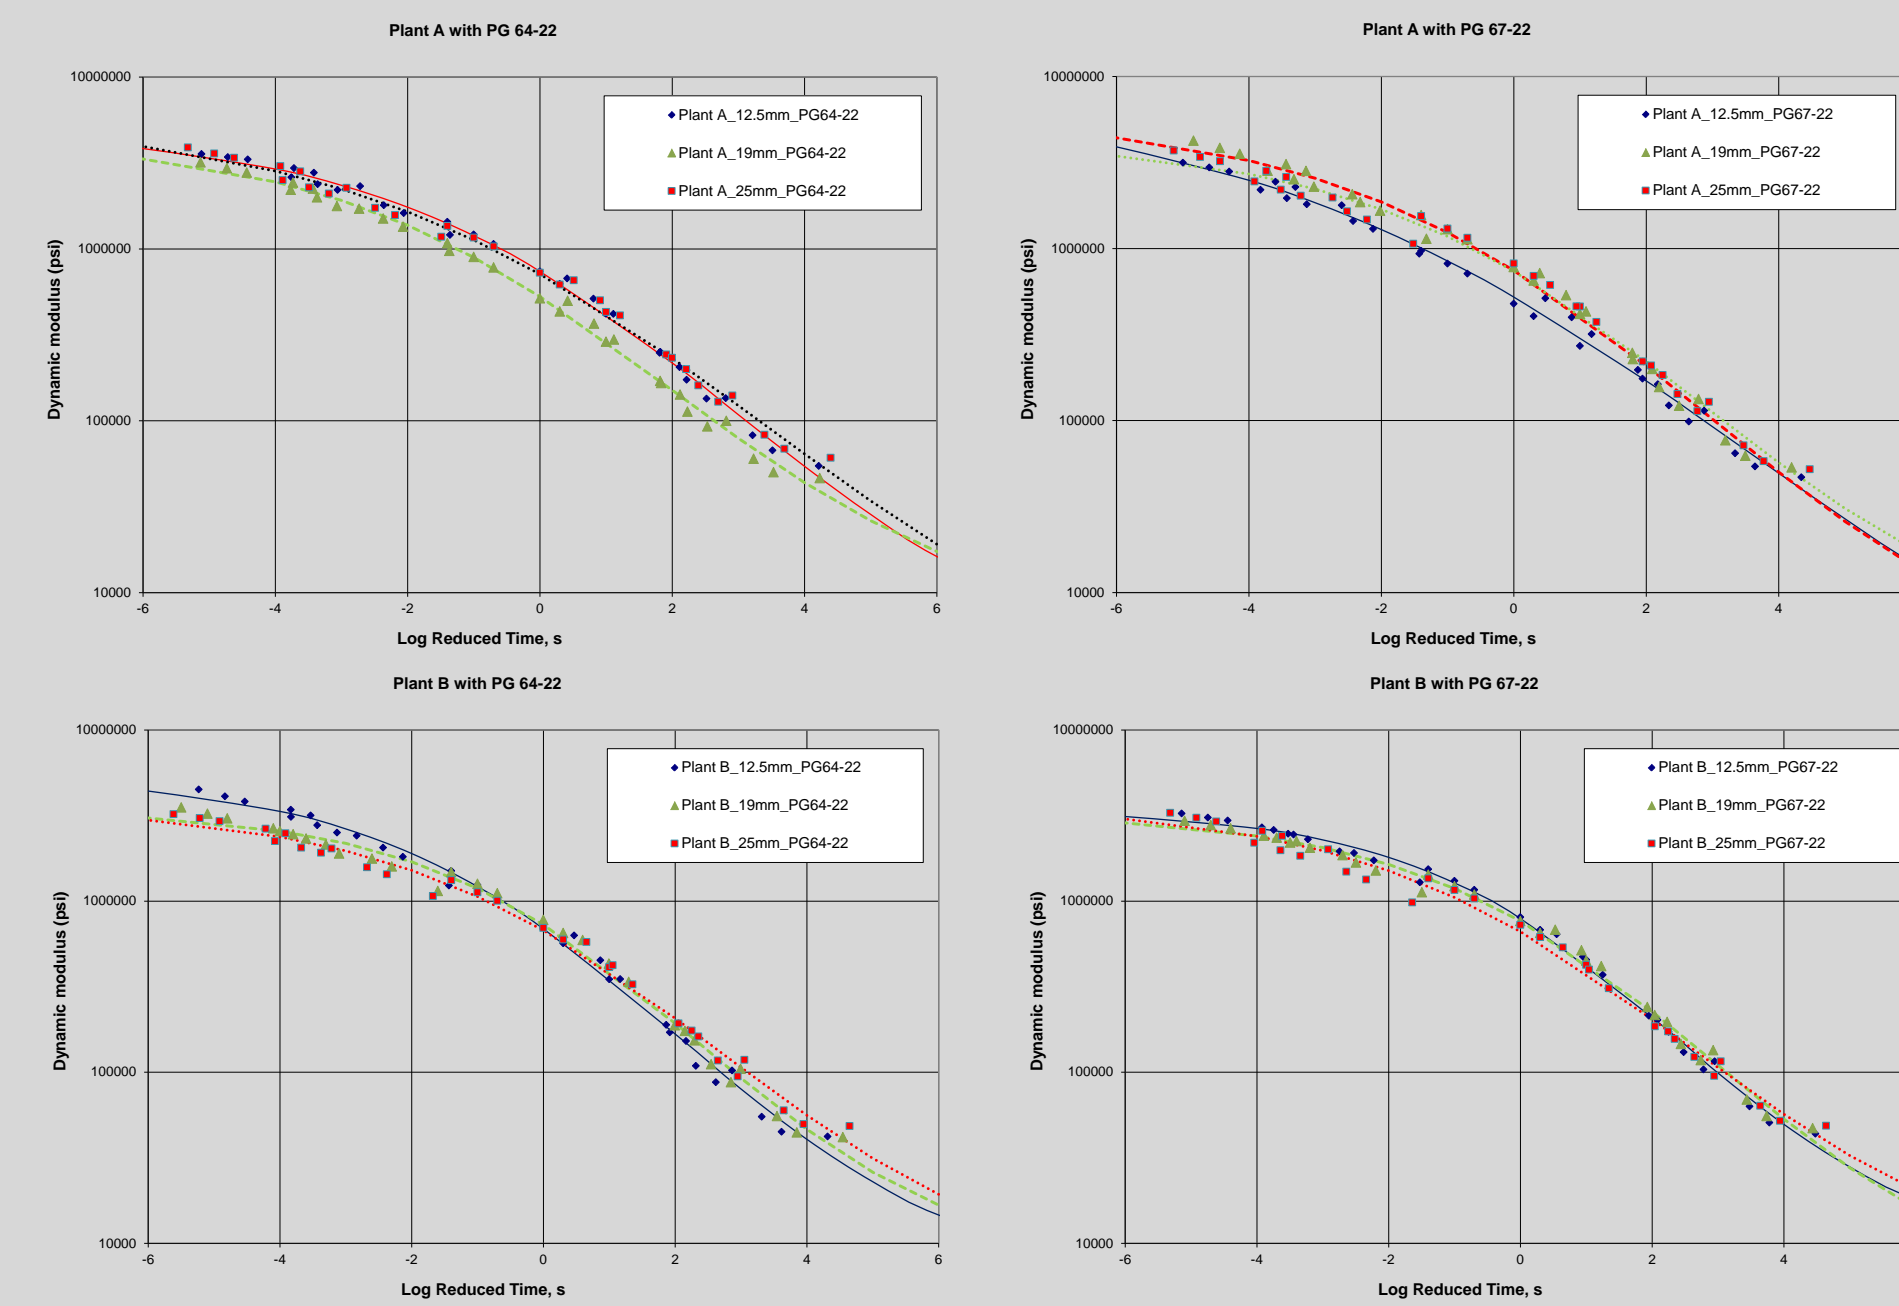 Plant A with PG 64-22
10000000
1000000
100000
10000
Dynamic modulus (psi)
Plant A_12.5mm_PG64-22
Plant A_19mm_PG64-22
Plant A_25mm_PG64-22
-6 -4 -2 0 2 4 6
Log Reduced Time, s
Plant A with PG 67-22
10000000
1000000
100000
10000
Dynamic modulus (psi)
Plant A_12.5mm_PG67-22
Plant A_19mm_PG67-22
Plant A_25mm_PG67-22
-6 -4 -2 0 2 4
Log Reduced Time, s
Plant B with PG 64-22
10000000
1000000
100000
10000
Dynamic modulus (psi)
Plant B_12.5mm_PG64-22
Plant B_19mm_PG64-22
Plant B_25mm_PG64-22
-6 -4 -2 0 2 4 6
Log Reduced Time, s
Plant B with PG 67-22
10000000
1000000
100000
10000
Dynamic modulus (psi)
Plant B_12.5mm_PG67-22
Plant B_19mm_PG67-22
Plant B_25mm_PG67-22
-6 -4 -2 0 2 4
Log Reduced Time, s